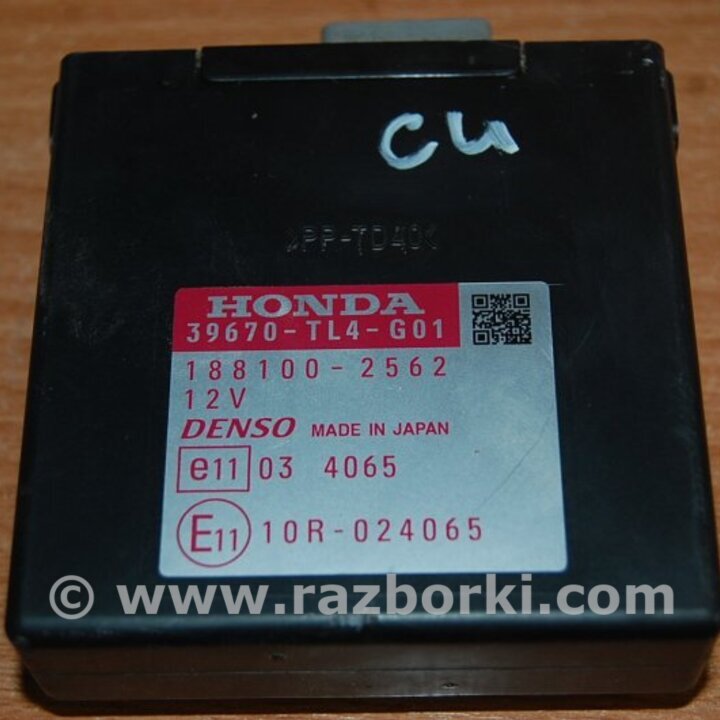 CU
>PP-TD40<
HONDA
39670-TL4-G01
188100-2562
12V
DENSO MADE IN JAPAN
e11 03 4065
E11 10R-024065
© www.razborki.com